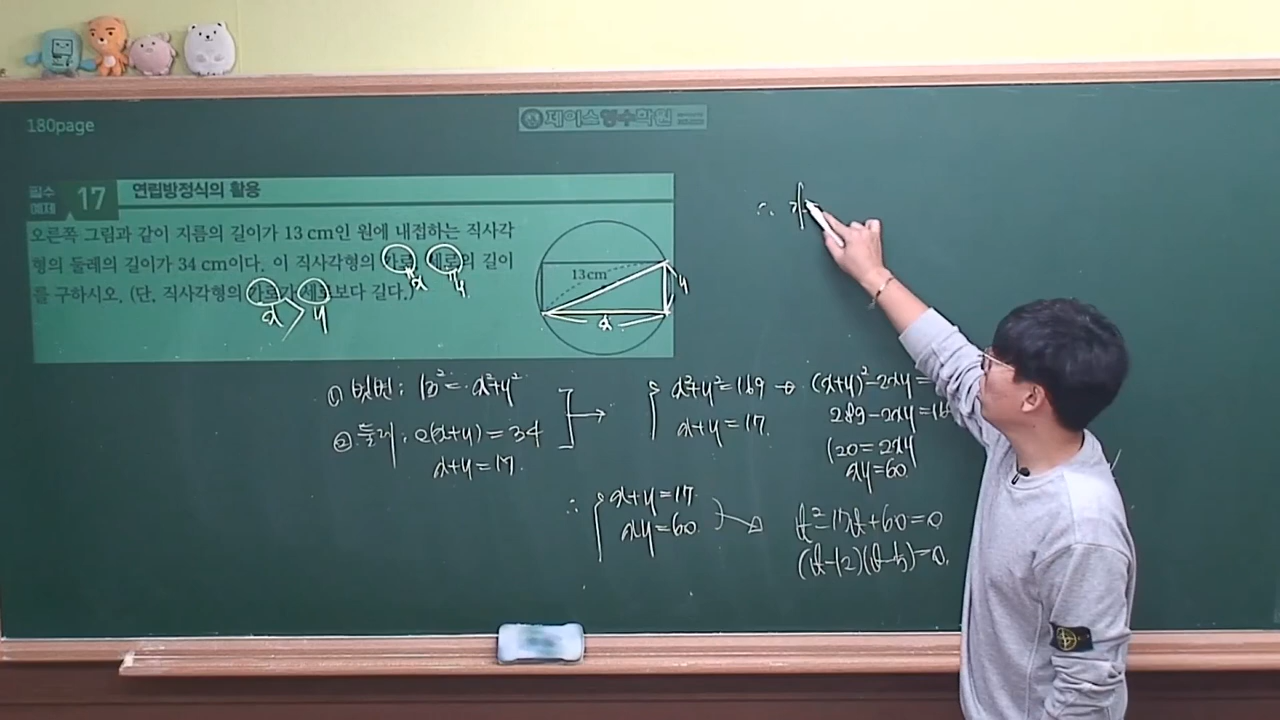 180page
제이스영수학원
필수 예제 17 연립방정식의 활용
오른쪽 그림과 같이 지름의 길이가 13 cm인 원에 내접하는 직사각
형의 둘레의 길이가 34 cm이다. 이 직사각형의 가로, 세로의 길이
를 구하시오. (단, 직사각형의 가로가 세로보다 길다.)
x y
x > y
13cm
y
x
∴ 가
① 빗변: 13²= x²+y²
② 둘레: 2(x+y)=34
x+y=17.
x²+y²=169 → (x+y)²-2xy=
x+y=17.
289-2xy=16
120=2xy
xy=60.
∴ x+y=17.
xy=60.
t²-17t+60=0
(t-12)(t-5)=0.